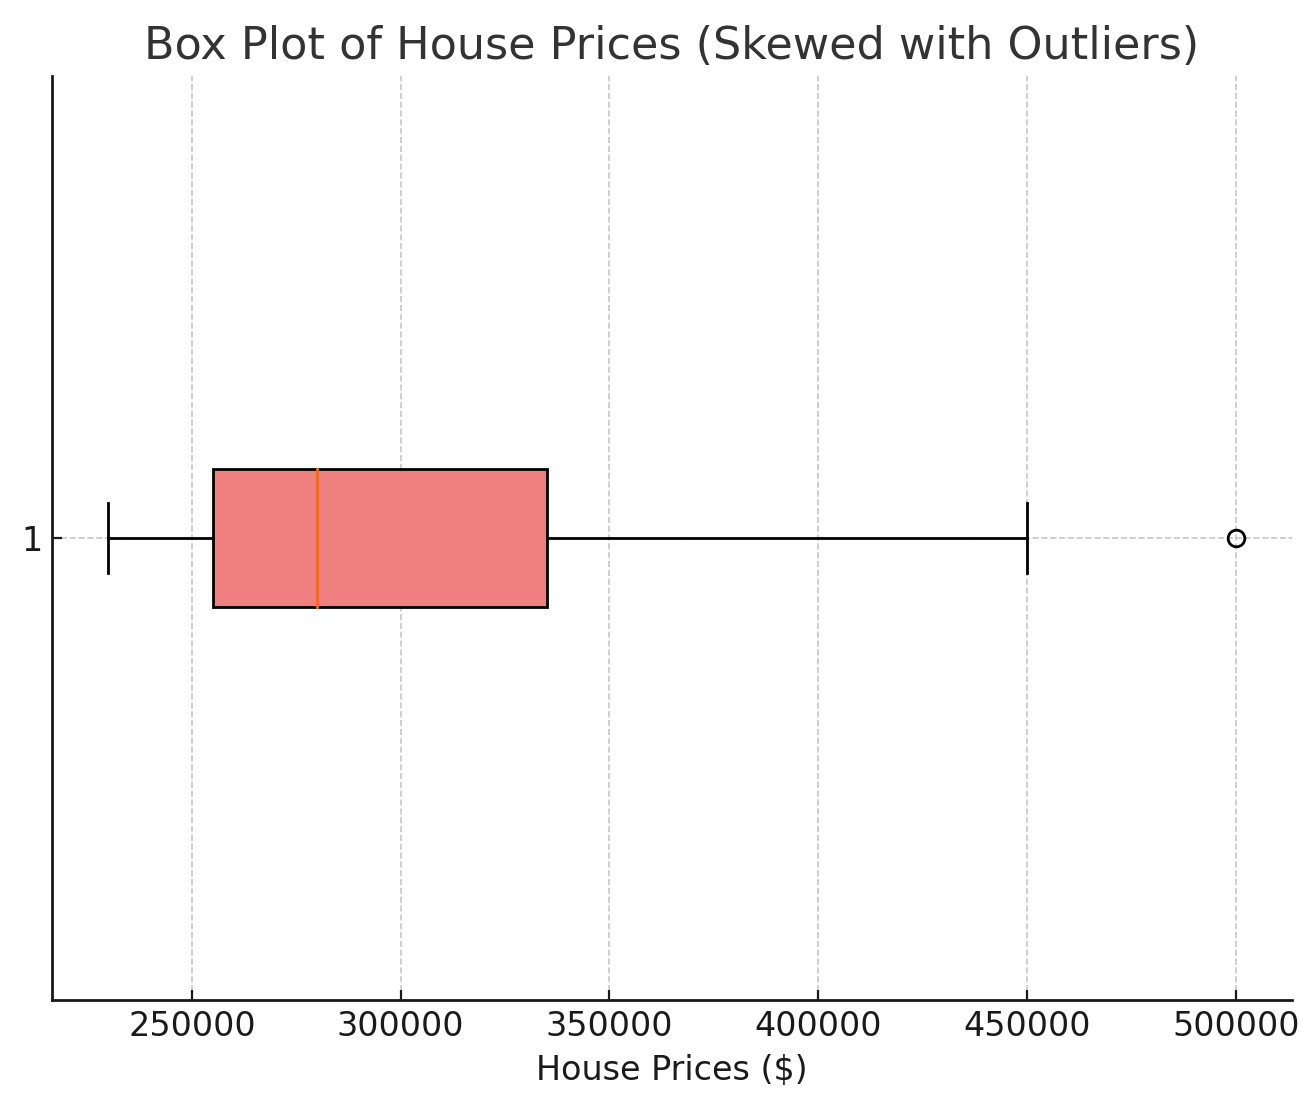 Box Plot of House Prices (Skewed with Outliers)
1
250000 300000 350000 400000 450000 500000
House Prices ($)